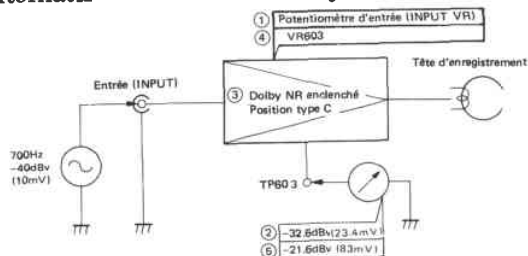 ① Potentiomètre d'entrée (INPUT VR)
④ VR603
Tête d'enregistrement
Entrée (INPUT)
③ Dolby NR enclenché
Position type C
700Hz
-40dBv
(10mV)
TP603
② -32.6dBv(23.4mV)
⑤ -21.6dBv(83mV)